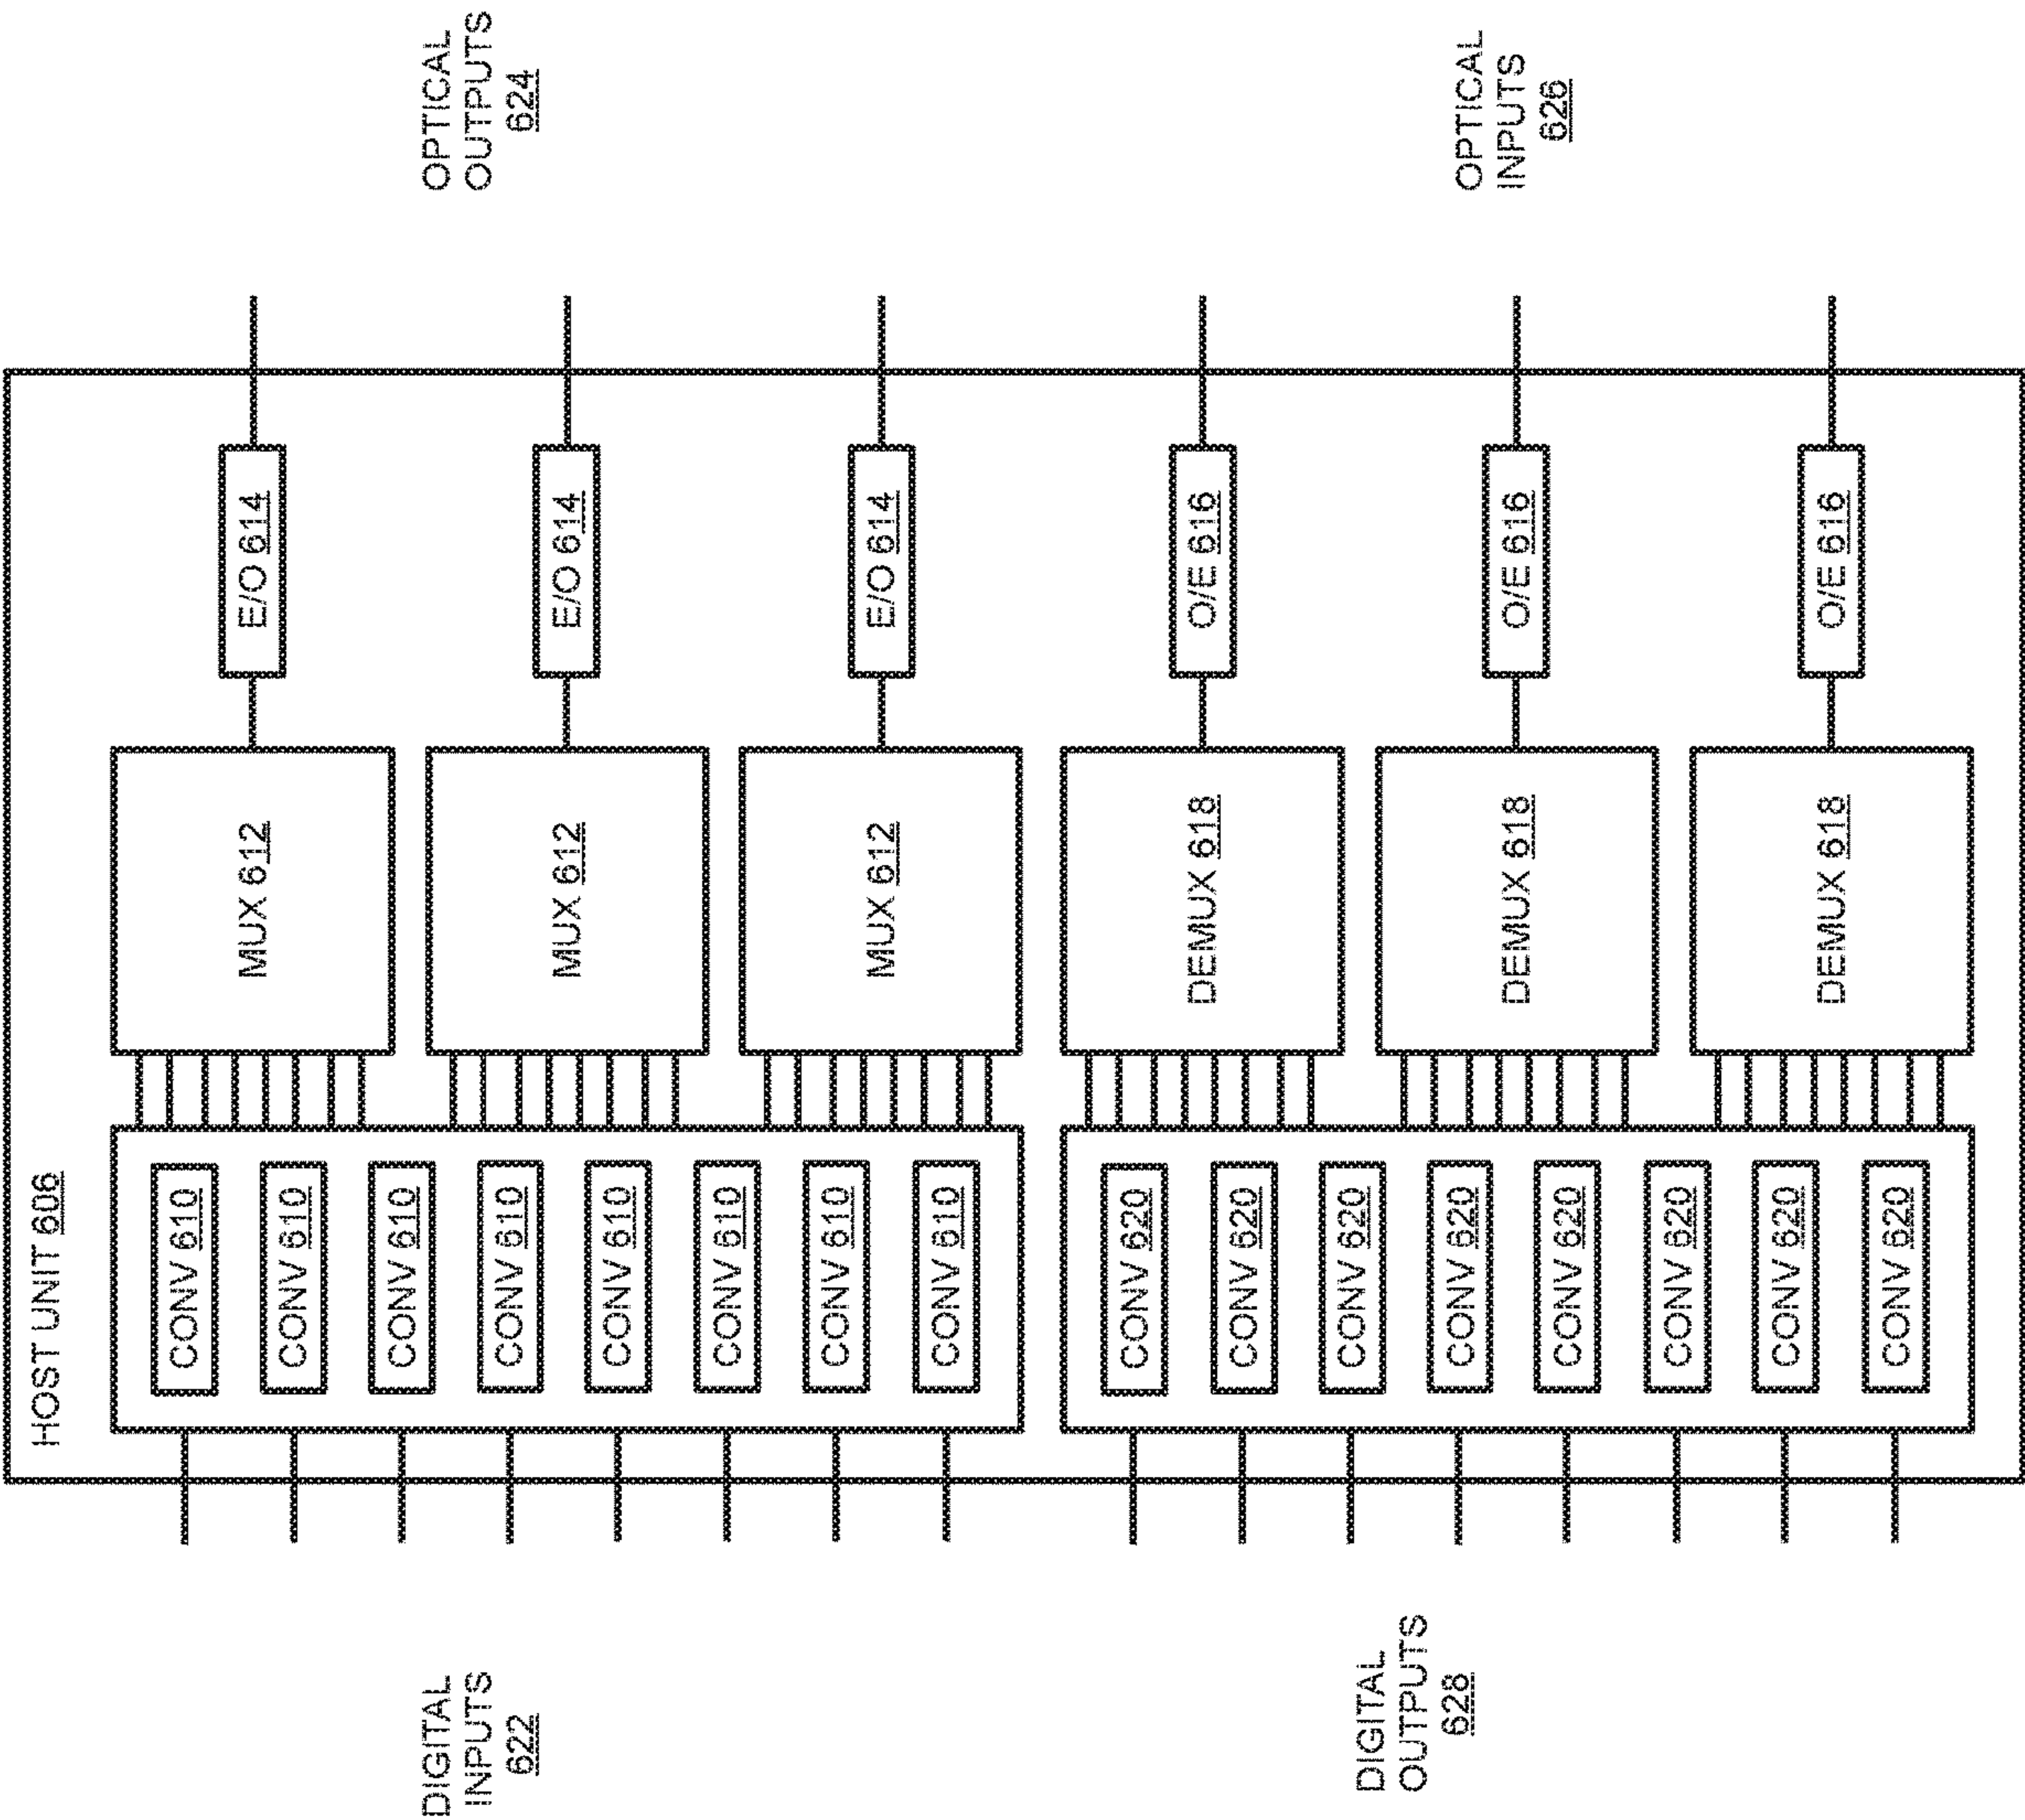 HOST UNIT 606
DIGITAL
INPUTS
622
CONV 610
CONV 610
CONV 610
CONV 610
CONV 610
CONV 610
CONV 610
CONV 610
MUX 612
MUX 612
MUX 612
E/O 614
E/O 614
E/O 614
OPTICAL
OUTPUTS
624
DIGITAL
OUTPUTS
628
CONV 620
CONV 620
CONV 620
CONV 620
CONV 620
CONV 620
CONV 620
CONV 620
DEMUX 618
DEMUX 618
DEMUX 618
O/E 616
O/E 616
O/E 616
OPTICAL
INPUTS
626